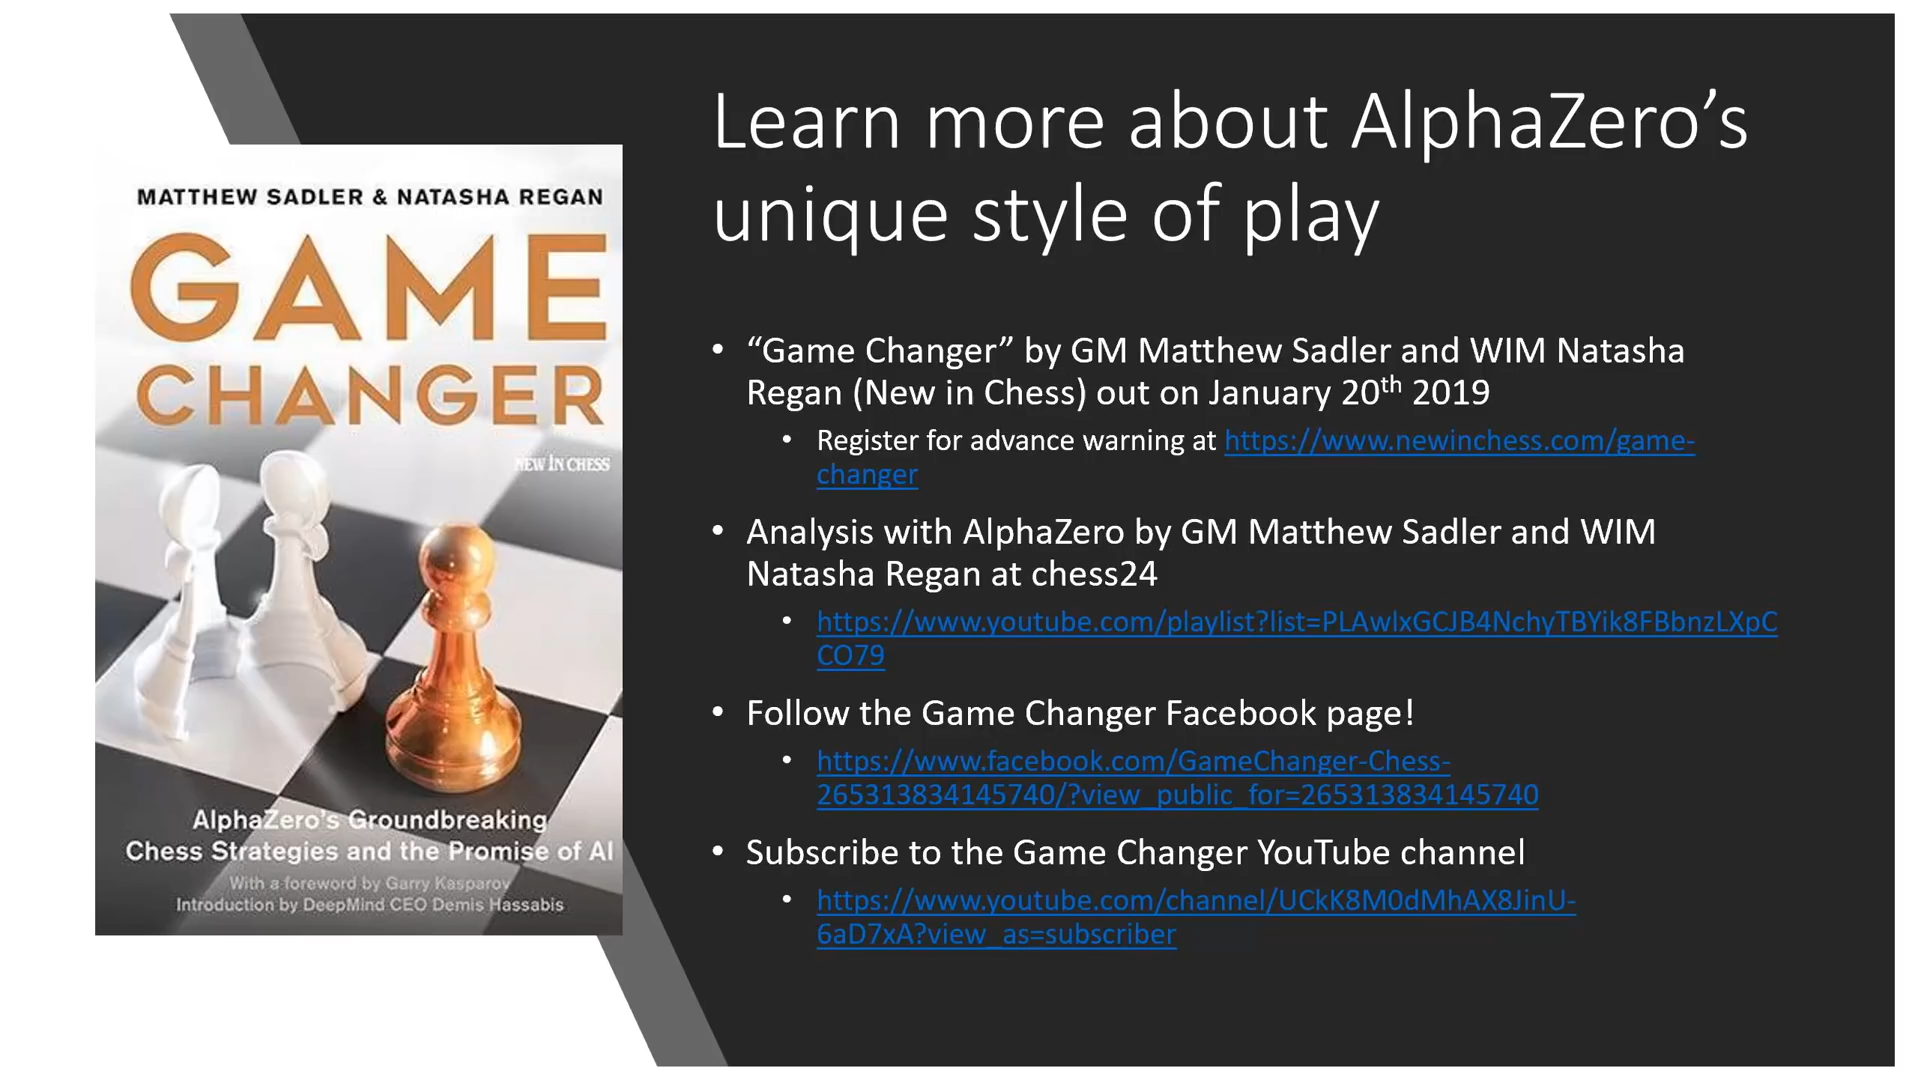 MATTHEW SADLER & NATASHA REGAN
GAME
CHANGER
NEW IN CHESS
AlphaZero's Groundbreaking
Chess Strategies and the Promise of AI
With a foreword by Garry Kasparov
Introduction by DeepMind CEO Demis Hassabis
Learn more about AlphaZero’s
unique style of play
• “Game Changer” by GM Matthew Sadler and WIM Natasha
Regan (New in Chess) out on January 20th 2019
• Register for advance warning at https://www.newinchess.com/game-
changer
• Analysis with AlphaZero by GM Matthew Sadler and WIM
Natasha Regan at chess24
• https://www.youtube.com/playlist?list=PLAwlxGCJB4NchyTBYik8FBbnzLXpC
CO79
• Follow the Game Changer Facebook page!
• https://www.facebook.com/GameChanger-Chess-
265313834145740/?view_public_for=265313834145740
• Subscribe to the Game Changer YouTube channel
• https://www.youtube.com/channel/UCkK8M0dMhAX8JinU-
6aD7xA?view_as=subscriber